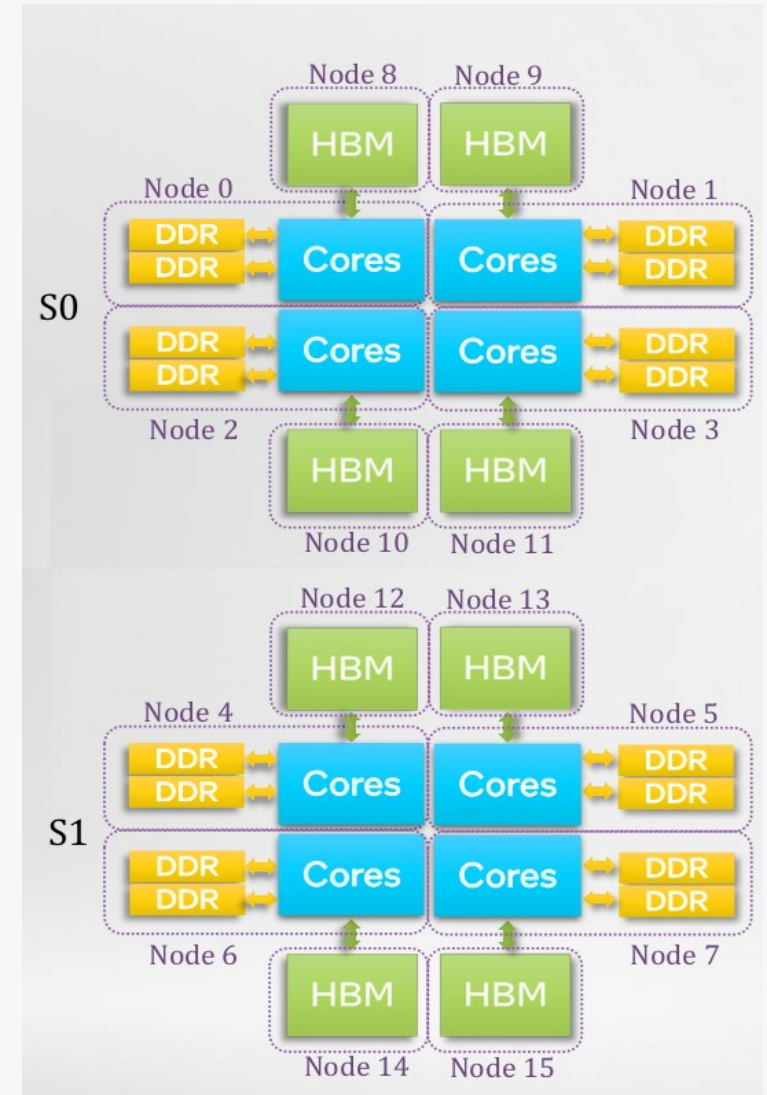 Node 8 Node 9
HBM HBM
Node 0 Node 1
DDR Cores Cores DDR
DDR DDR
S0
DDR Cores Cores DDR
DDR DDR
Node 2 Node 3
HBM HBM
Node 10 Node 11
Node 12 Node 13
HBM HBM
Node 4 Node 5
DDR Cores Cores DDR
DDR DDR
S1
DDR Cores Cores DDR
DDR DDR
Node 6 Node 7
HBM HBM
Node 14 Node 15